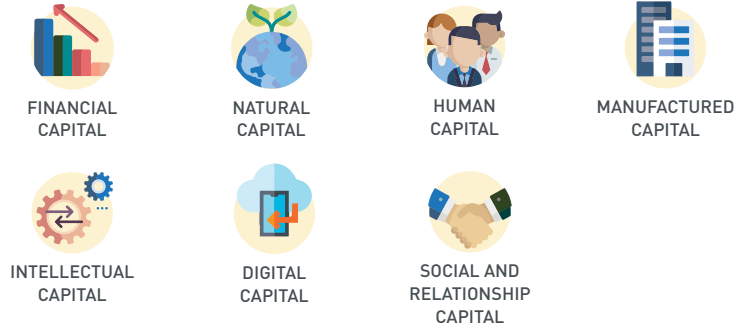 FINANCIAL
CAPITAL
NATURAL
CAPITAL
HUMAN
CAPITAL
MANUFACTURED
CAPITAL
INTELLECTUAL
CAPITAL
DIGITAL
CAPITAL
SOCIAL AND
RELATIONSHIP
CAPITAL